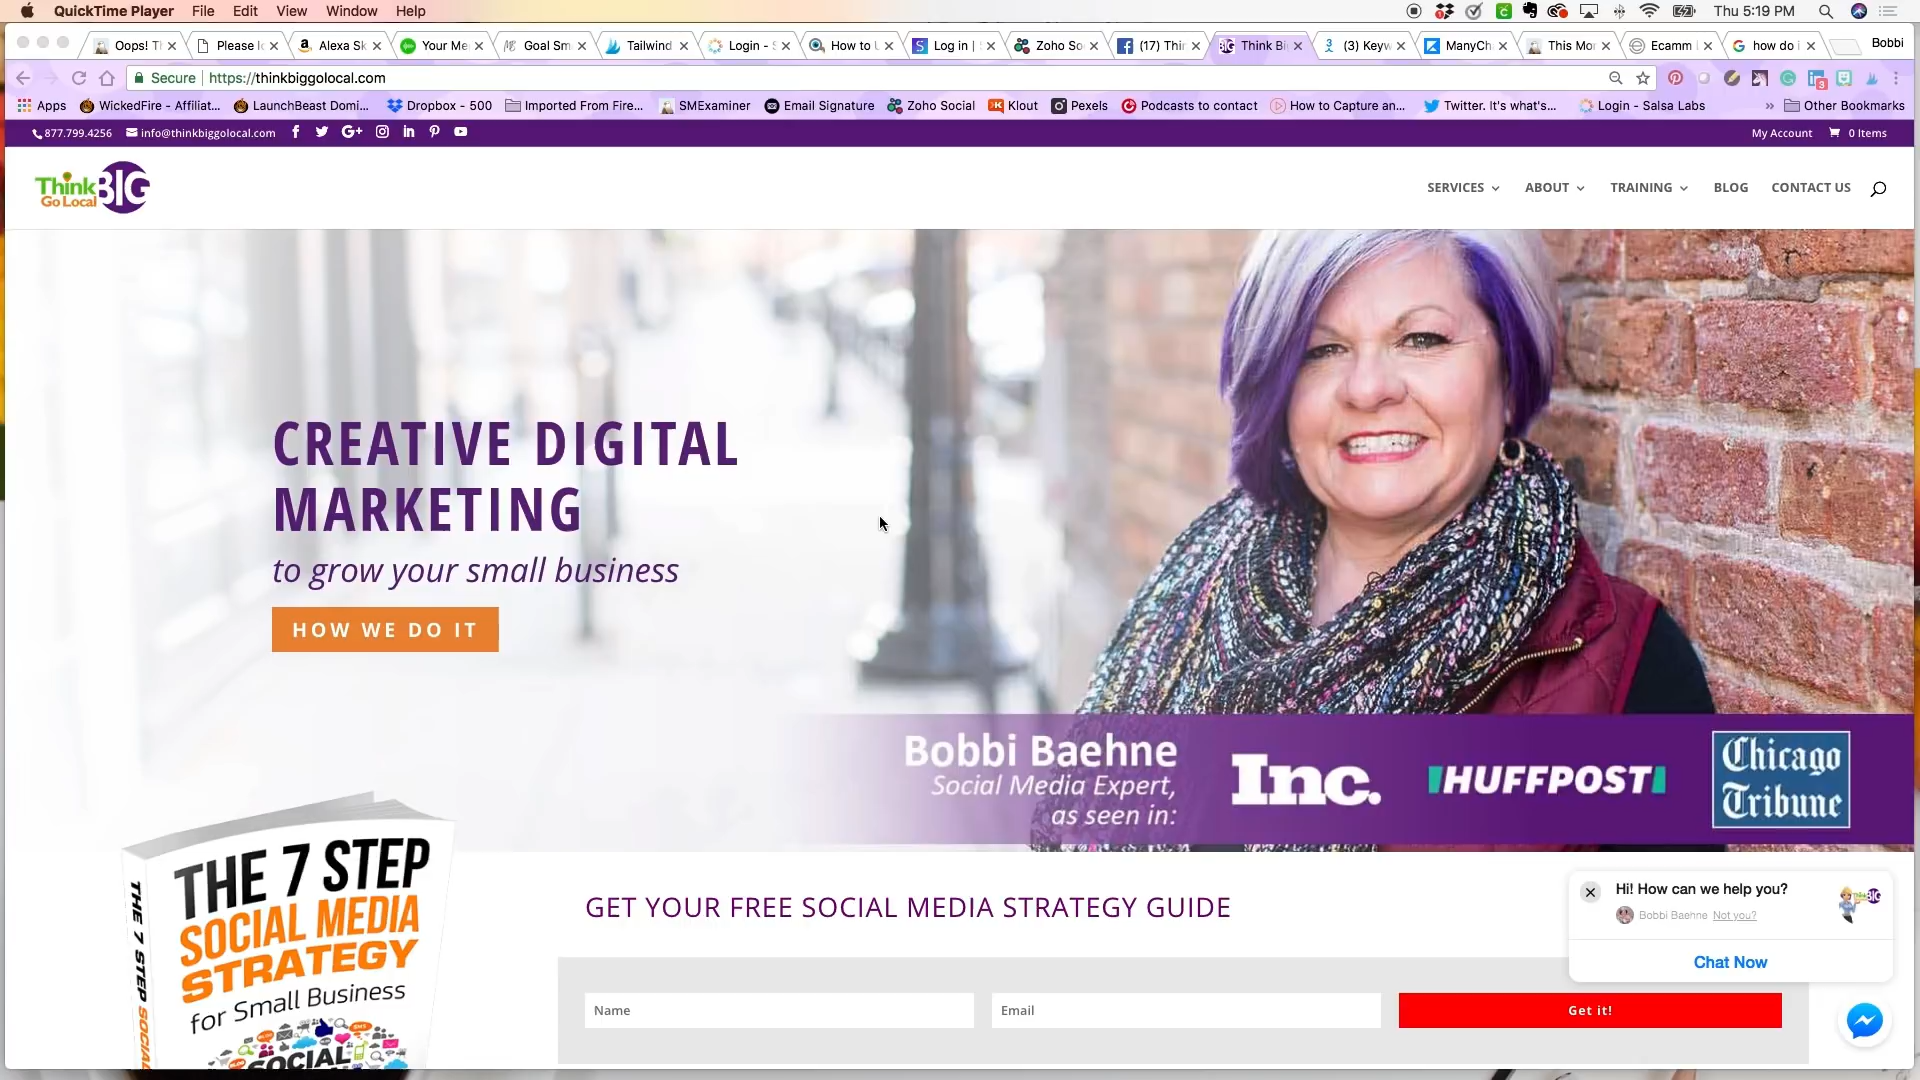 QuickTime Player File Edit View Window Help Thu 5:19 PM
Oops! T Please l Alexa Sk Your Me Goal Sm Tailwind Login - S How to U Log in | S Zoho So (17) Thin Think Bi (3) Keyw ManyCh This Mo Ecamm how do i Bobbi
Secure https://thinkbiggolocal.com
Apps WickedFire - Affiliat... LaunchBeast Domi... Dropbox - 500 Imported From Fire... SMExaminer Email Signature Zoho Social Klout Pexels Podcasts to contact How to Capture an... Twitter. It's what's... Login - Salsa Labs » Other Bookmarks
877.799.4256 info@thinkbiggolocal.com My Account 0 Items
Think BIG
Go Local
SERVICES ABOUT TRAINING BLOG CONTACT US
CREATIVE DIGITAL
MARKETING
to grow your small business
HOW WE DO IT
Bobbi Baehne
Social Media Expert,
as seen in:
Inc. HUFFPOST
Chicago
Tribune
THE 7 STEP
SOCIAL MEDIA
STRATEGY
for Small Business
SOCIAL
THE 7 STEP SOCIA
GET YOUR FREE SOCIAL MEDIA STRATEGY GUIDE
Name Email Get it!
Hi! How can we help you?
Bobbi Baehne Not you?
Chat Now